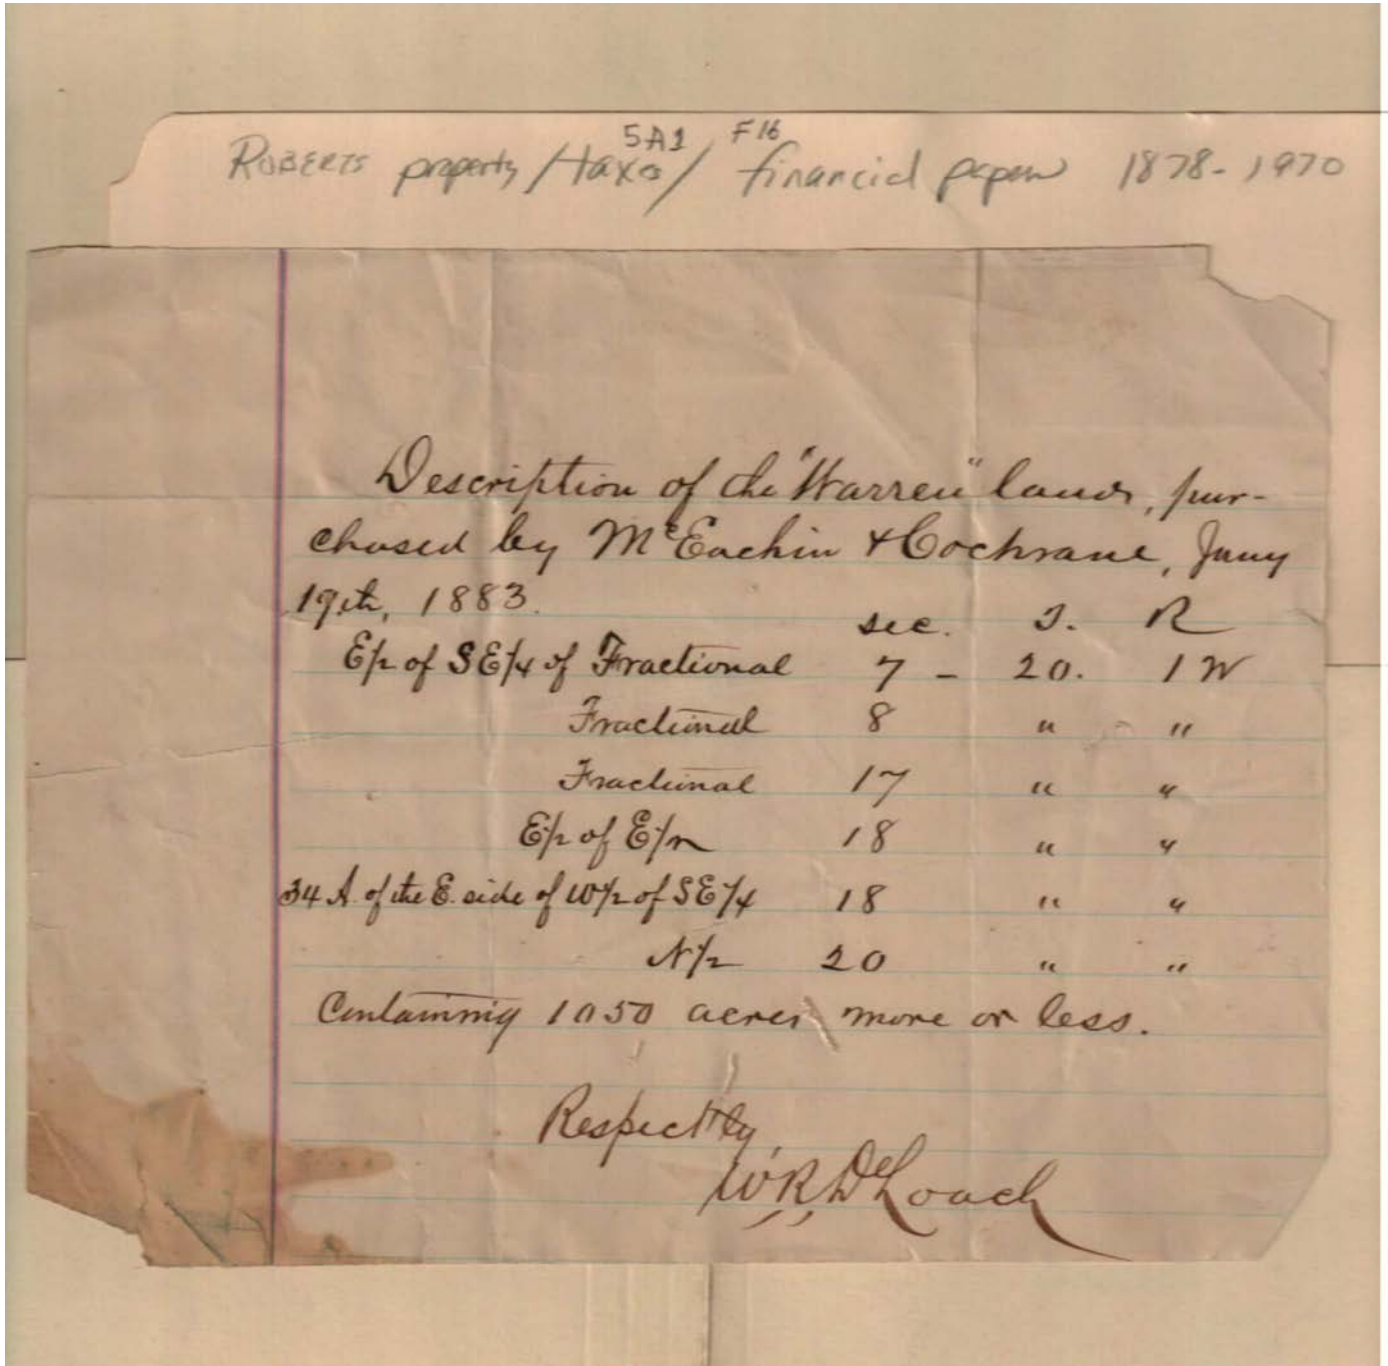 5A1 F16
ROBERTS property/taxes/ financial papers 1878-1970
Description of the "Warren" lands, pur-
chased by McEachin & Cochrane, Jany
19th, 1883.
sec. T. R
E/2 of SE/4 of Fractional 7 - 20. 1 W
Fractional 8 " "
Fractional 17 " "
E/2 of E/2 18 " "
34 A. of the E. side of W/2 of SE/4 18 " "
N/2 20 " "
Containing 1050 acres more or less.
Respectfly,
W.R. DeLoach